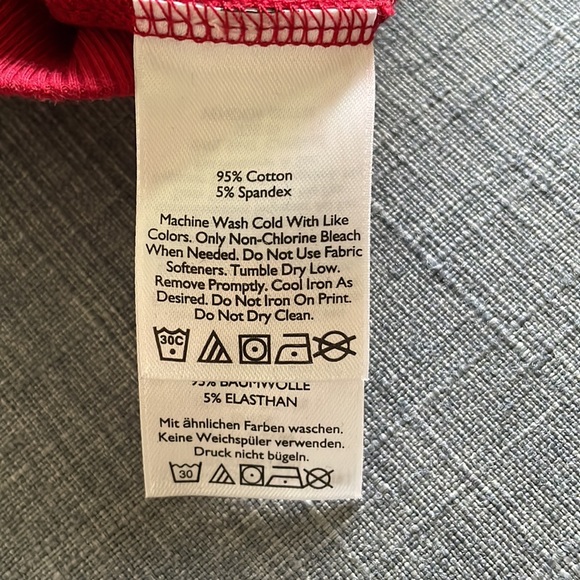 95% Cotton
5% Spandex
Machine Wash Cold With Like
Colors. Only Non-Chlorine Bleach
When Needed. Do Not Use Fabric
Softeners. Tumble Dry Low.
Remove Promptly. Cool Iron As
Desired. Do Not Iron On Print.
Do Not Dry Clean.
30C
95% BAUMWOLLE
5% ELASTHAN
Mit ähnlichen Farben waschen.
Keine Weichspüler verwenden.
Druck nicht bügeln.
30